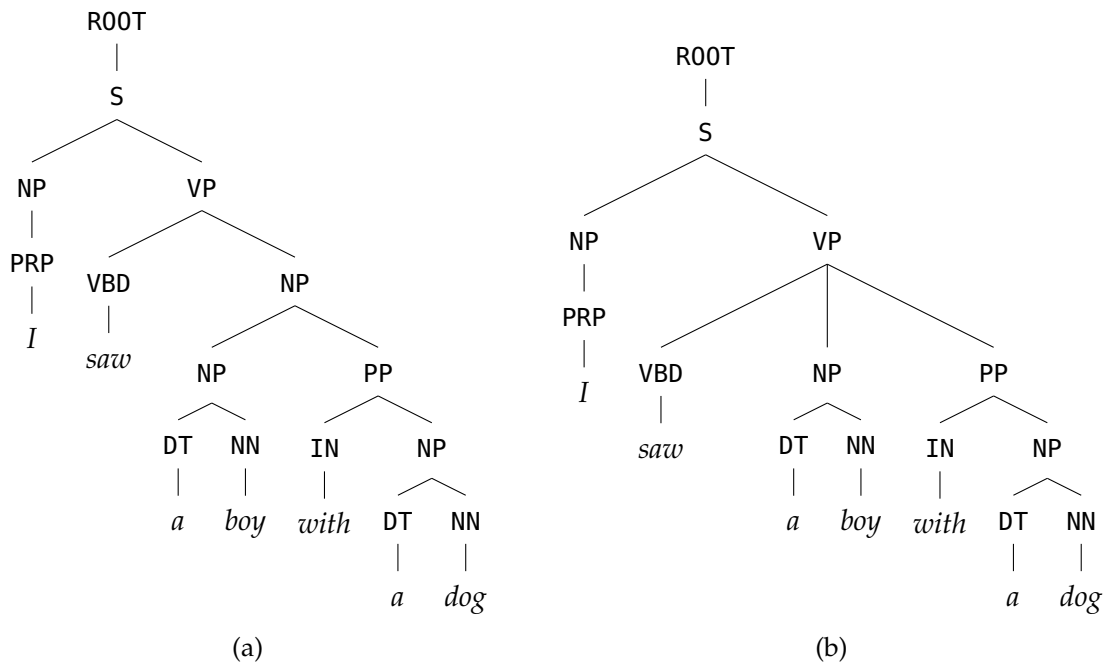 ROOT
S
NP VP
PRP VBD NP
I saw NP PP
DT NN IN NP
a boy with DT NN
a dog
(a)
ROOT
S
NP VP
PRP VBD NP PP
I saw DT NN IN NP
a boy with DT NN
a dog
(b)